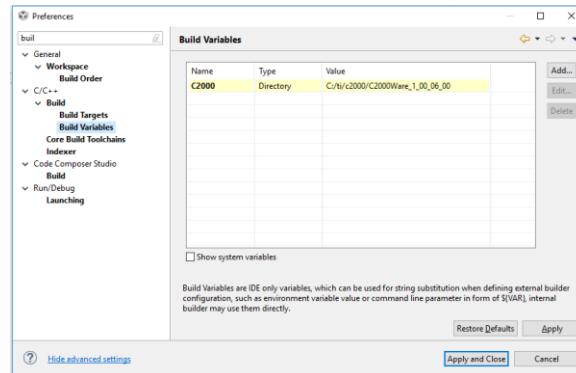 Preferences
buil
General
Workspace
Build Order
C/C++
Build
Build Targets
Build Variables
Core Build Toolchains
Indexer
Code Composer Studio
Build
Run/Debug
Launching
Build Variables
Name Type Value
C2000 Directory C:/ti/c2000/C2000Ware_1_00_06_00
Add...
Edit...
Delete
Show system variables
Build Variables are IDE only variables, which can be used for string substitution when defining external builder
configuration, such as environment variable value or command line parameter in form of ${VAR}, internal
builder may use them directly.
Restore Defaults Apply
Hide advanced settings
Apply and Close Cancel